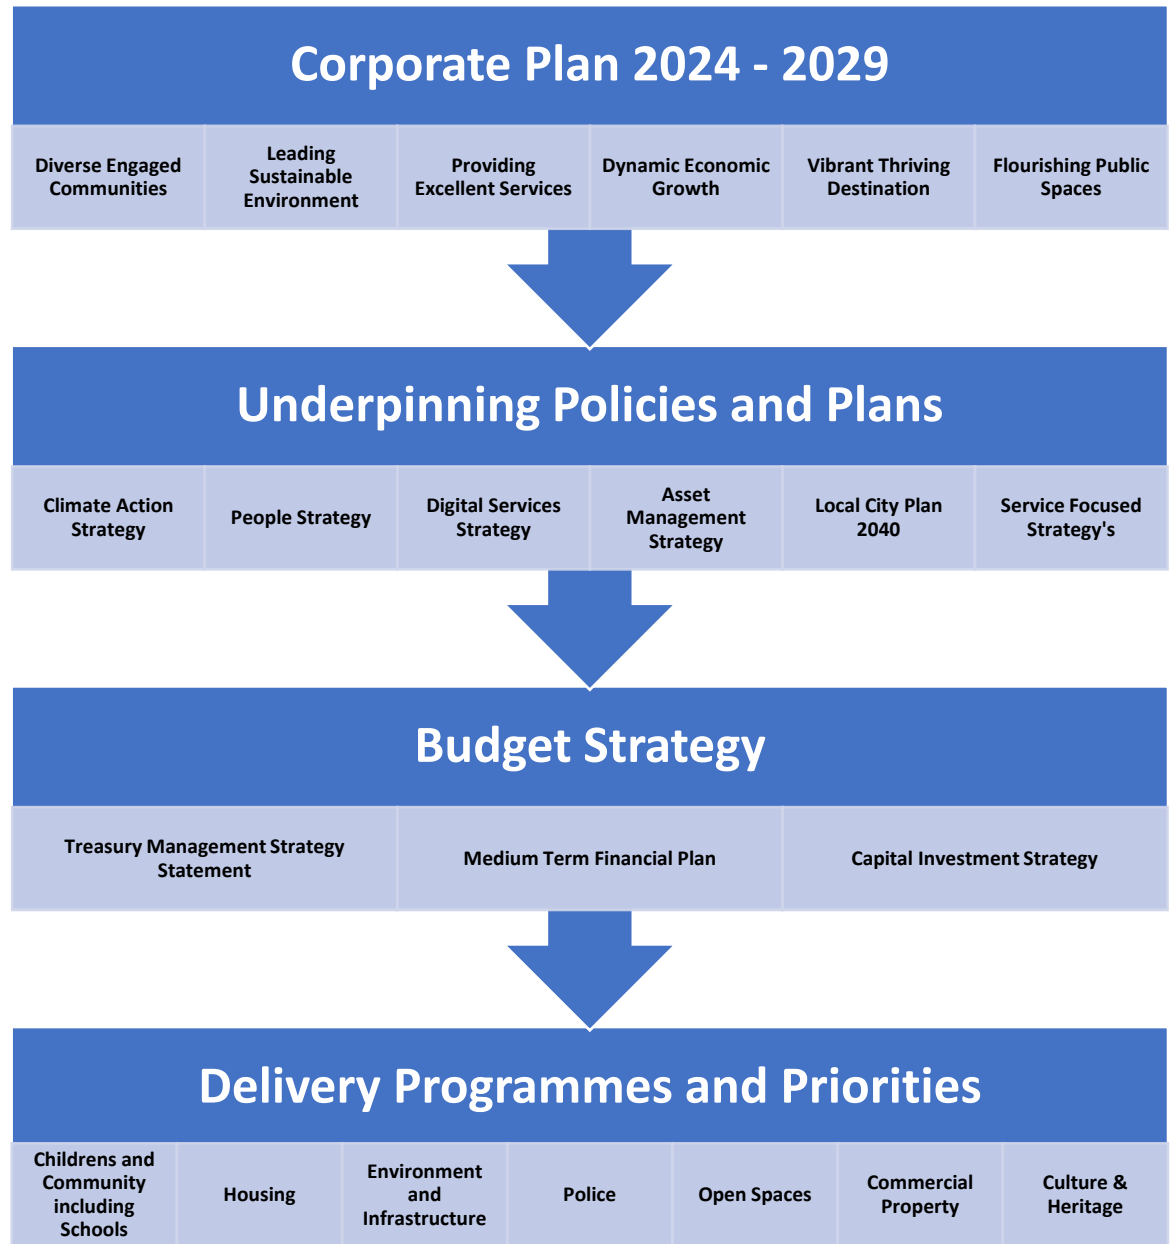 Corporate Plan 2024 - 2029
Diverse Engaged
Communities
Leading
Sustainable
Environment
Providing
Excellent Services
Dynamic Economic
Growth
Vibrant Thriving
Destination
Flourishing Public
Spaces
Underpinning Policies and Plans
Climate Action
Strategy
People Strategy
Digital Services
Strategy
Asset
Management
Strategy
Local City Plan
2040
Service Focused
Strategy's
Budget Strategy
Treasury Management Strategy
Statement
Medium Term Financial Plan
Capital Investment Strategy
Delivery Programmes and Priorities
Childrens and
Community
including
Schools
Housing
Environment
and
Infrastructure
Police
Open Spaces
Commercial
Property
Culture &
Heritage